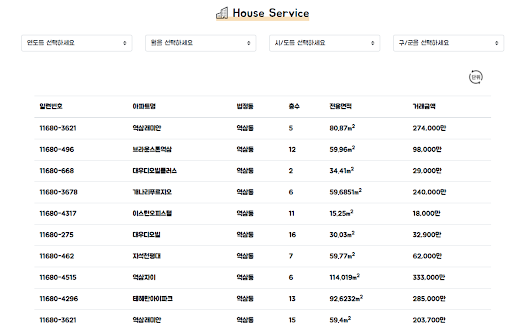 House Service
연도를 선택하세요 월을 선택하세요 시/도를 선택하세요 구/군을 선택하세요
일련번호 아파트명 법정동 층수 전용면적 거래금액
11680-3621 역삼래미안 역삼동 5 80.87m² 274,000만
11680-496 브라운스톤역삼 역삼동 12 59.96m² 98,000만
11680-668 대우디오빌플러스 역삼동 2 34.41m² 29,000만
11680-3678 개나리푸르지오 역삼동 6 59.6851m² 240,000만
11680-4317 이스턴오피스텔 역삼동 11 15.25m² 18,000만
11680-275 대우디오빌 역삼동 16 30.03m² 32,900만
11680-462 역삼동 7 59.77m² 62,000만
11680-4515 역삼자이 역삼동 6 114.019m² 333,000만
11680-4296 테헤란아이파크 역삼동 13 92.6232m² 285,000만
11680-3621 역삼래미안 역삼동 15 59.4m² 203,700만